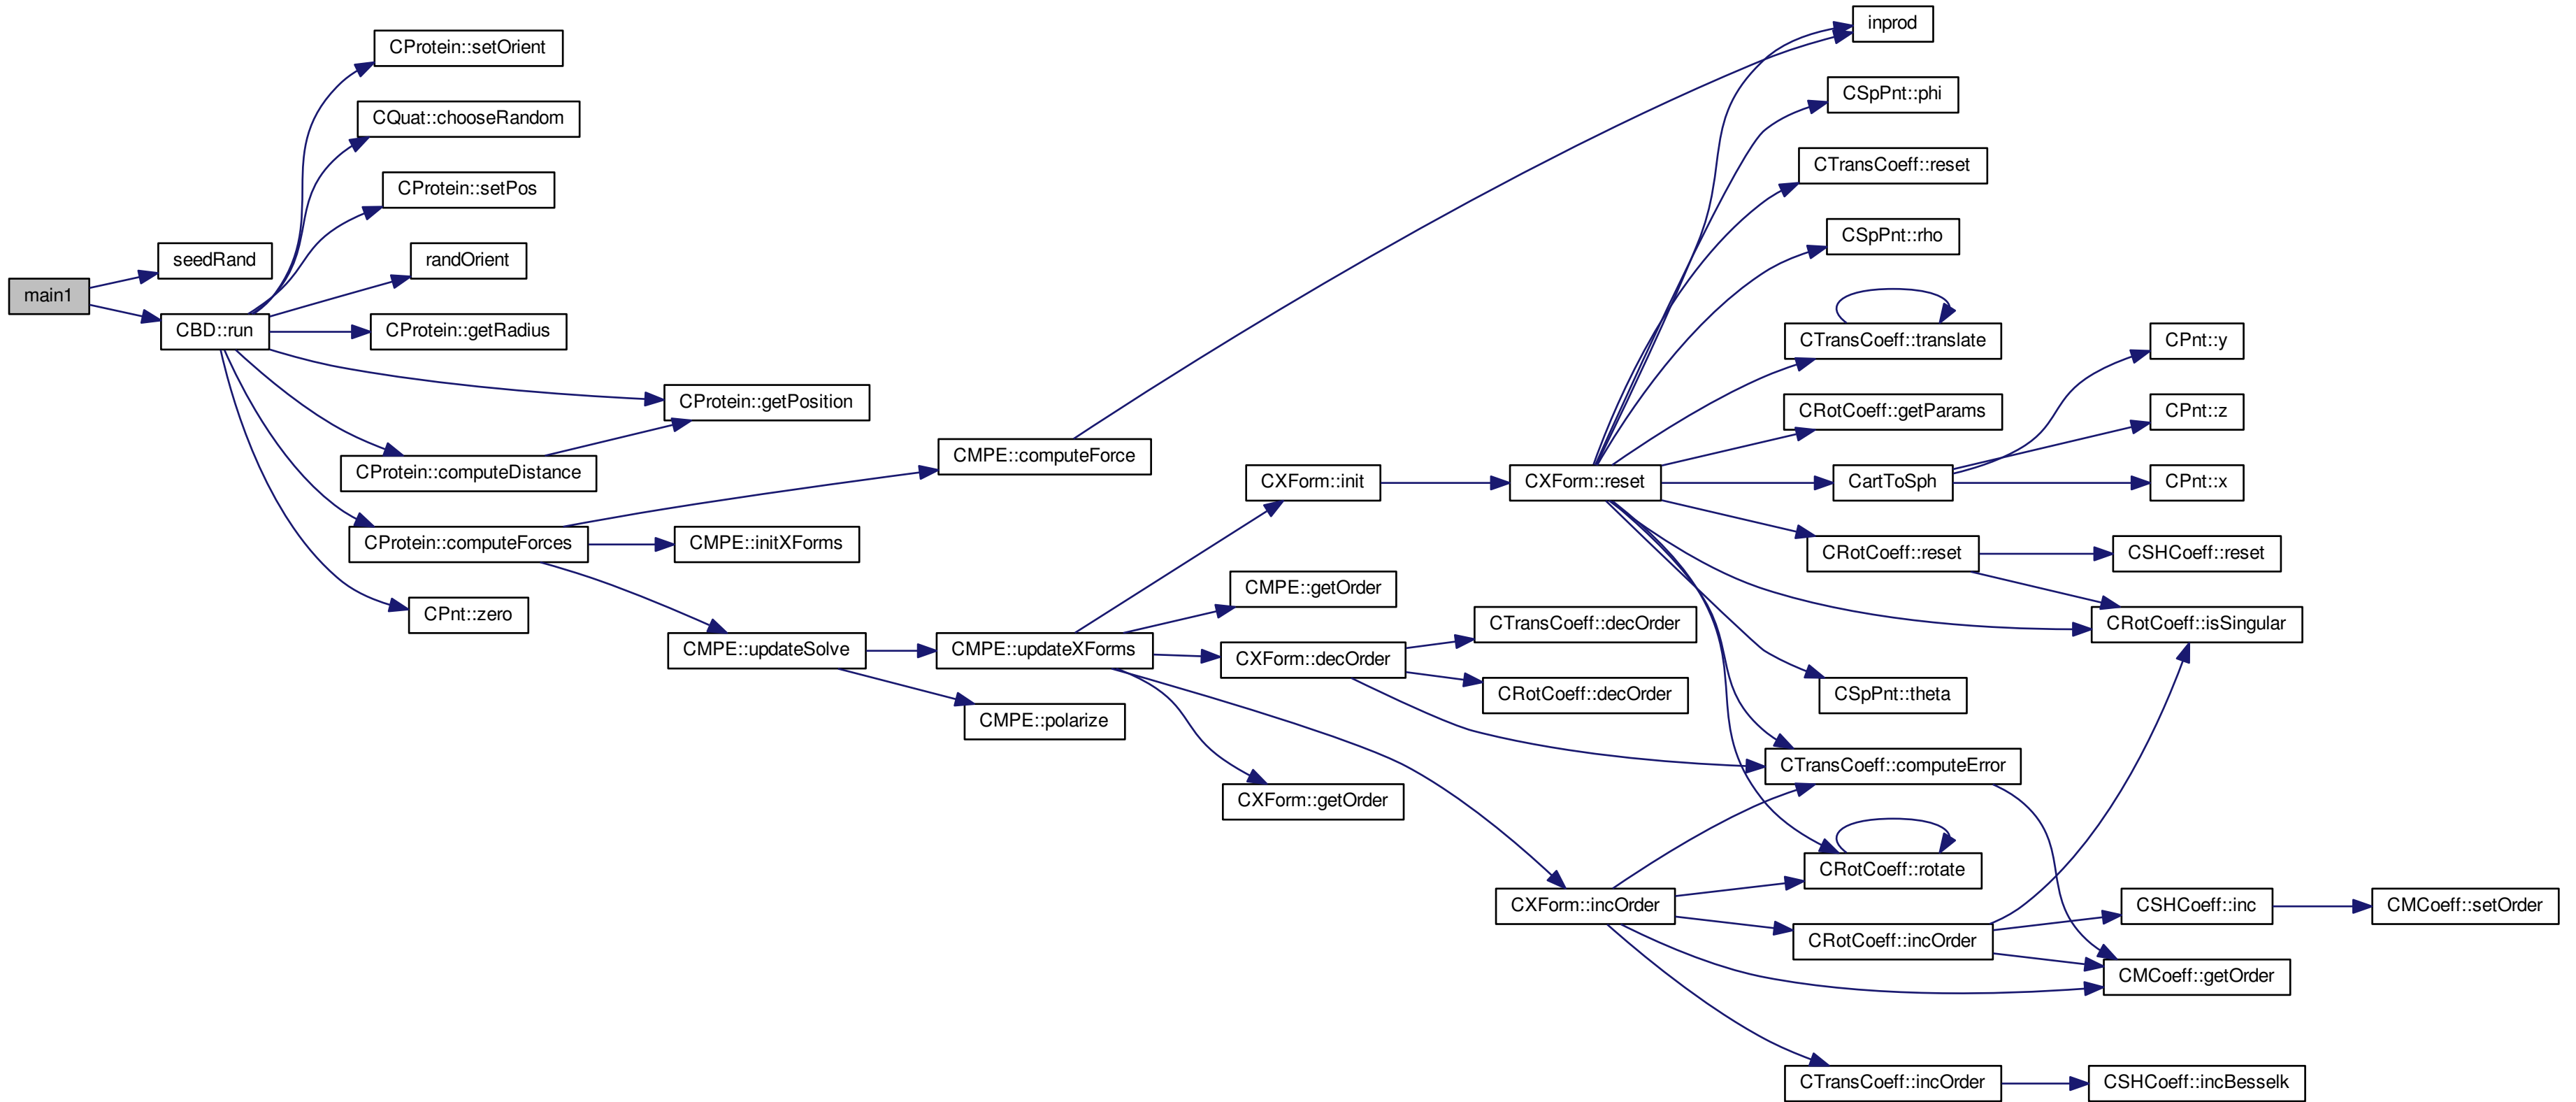 main1
seedRand
CBD::run
CProtein::setOrient
CQuat::chooseRandom
CProtein::setPos
randOrient
CProtein::getRadius
CProtein::getPosition
CProtein::computeDistance
CProtein::computeForces
CPnt::zero
CMPE::computeForce
CMPE::initXForms
CMPE::updateSolve
CMPE::updateXForms
CMPE::polarize
CXForm::init
CMPE::getOrder
CXForm::decOrder
CXForm::getOrder
CXForm::reset
CTransCoeff::decOrder
CRotCoeff::decOrder
CXForm::incOrder
inprod
CSpPnt::phi
CTransCoeff::reset
CSpPnt::rho
CTransCoeff::translate
CRotCoeff::getParams
CartToSph
CRotCoeff::reset
CSpPnt::theta
CTransCoeff::computeError
CRotCoeff::rotate
CRotCoeff::incOrder
CTransCoeff::incOrder
CPnt::y
CPnt::z
CPnt::x
CSHCoeff::reset
CRotCoeff::isSingular
CSHCoeff::inc
CMCoeff::getOrder
CSHCoeff::incBesselk
CMCoeff::setOrder